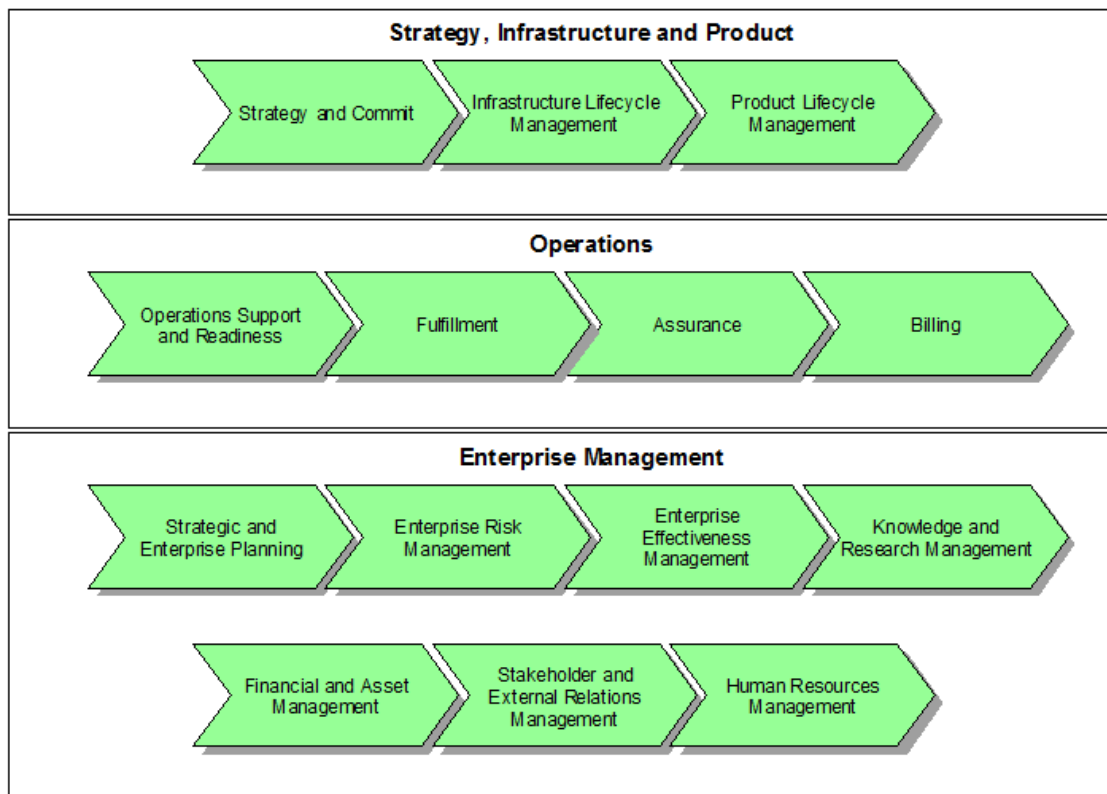 Strategy, Infrastructure and Product
Strategy and Commit
Infrastructure Lifecycle
Management
Product Lifecycle
Management
Operations
Operations Support
and Readiness
Fulfillment
Assurance
Billing
Enterprise Management
Strategic and
Enterprise Planning
Enterprise Risk
Management
Enterprise
Effectiveness
Management
Knowledge and
Research Management
Financial and Asset
Management
Stakeholder and
External Relations
Management
Human Resources
Management